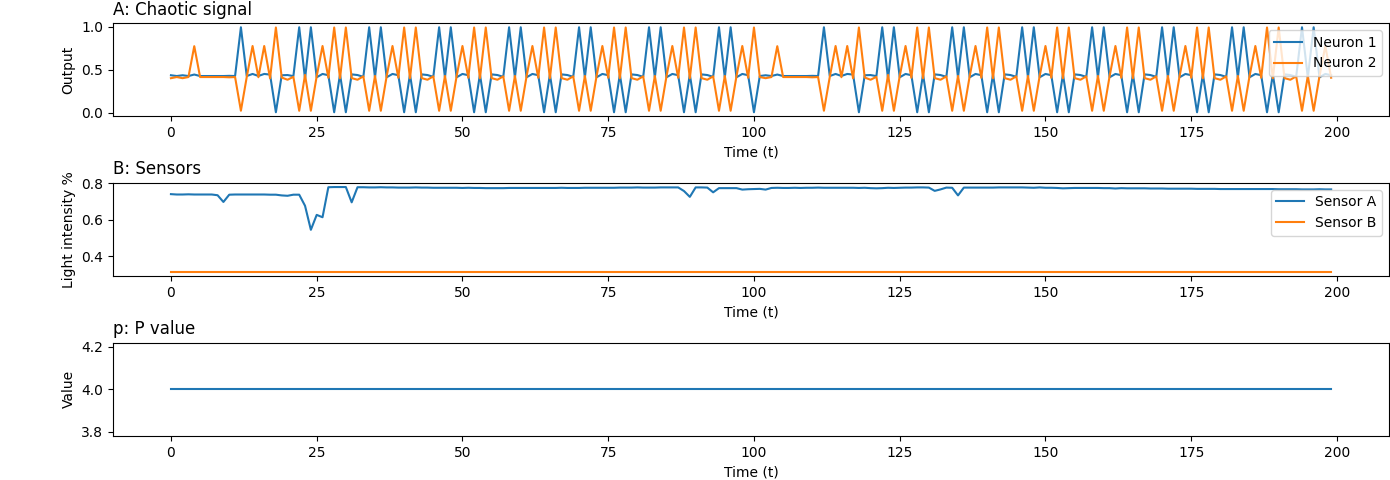 A: Chaotic signal
1.0
0.5
0.0
Output
Neuron 1
Neuron 2
0 25 50 75 100 125 150 175 200
Time (t)
B: Sensors
0.8
0.6
0.4
Light intensity %
Sensor A
Sensor B
0 25 50 75 100 125 150 175 200
Time (t)
p: P value
4.2
4.0
3.8
Value
0 25 50 75 100 125 150 175 200
Time (t)